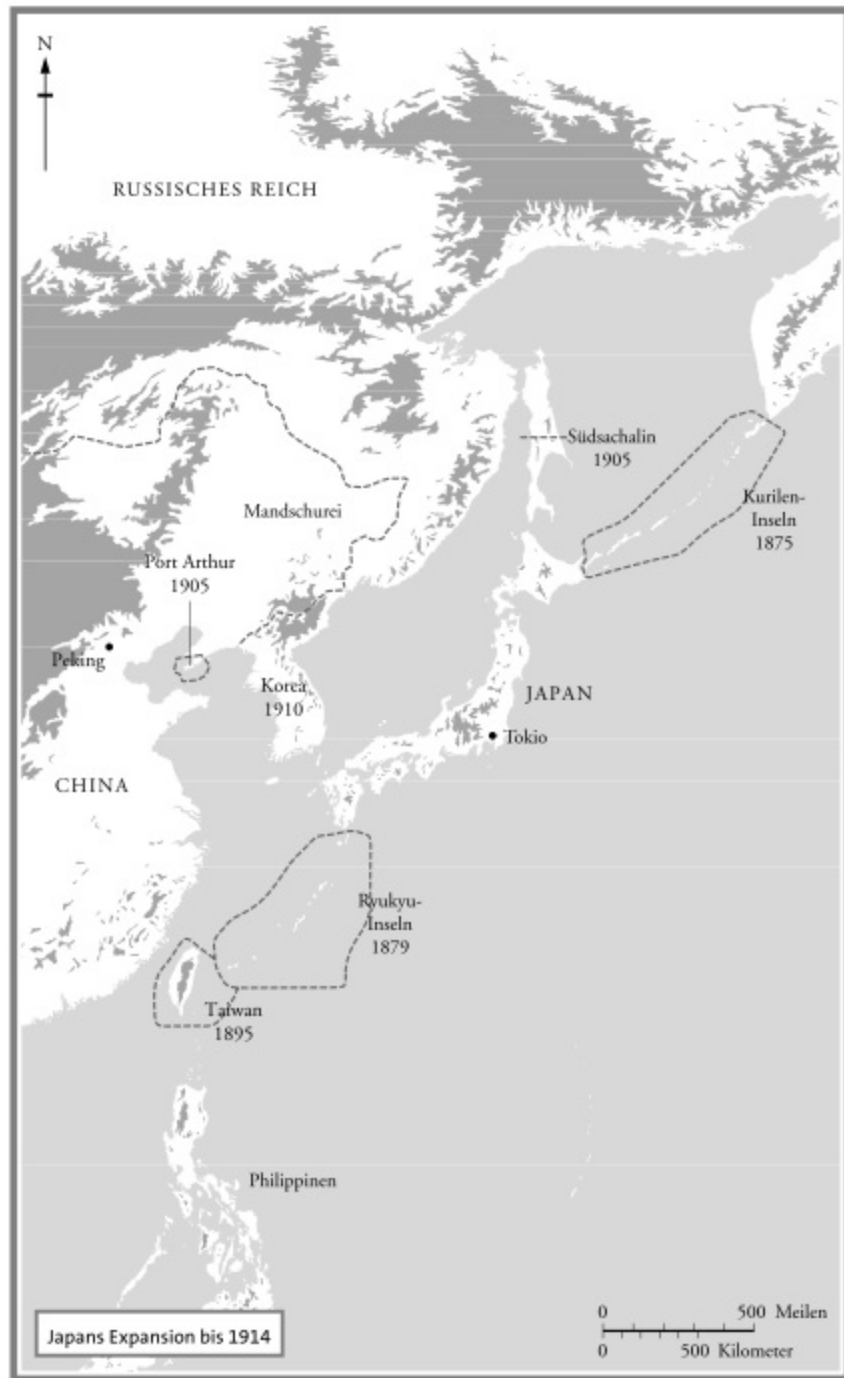 N
RUSSISCHES REICH
Südsachalin
1905
Kurilen-
Inseln
1875
Mandschurei
Port Arthur
1905
Peking
Korea
1910
JAPAN
Tokio
CHINA
Ryukyu-
Inseln
1879
Taiwan
1895
Philippinen
Japans Expansion bis 1914
0 500 Meilen
0 500 Kilometer